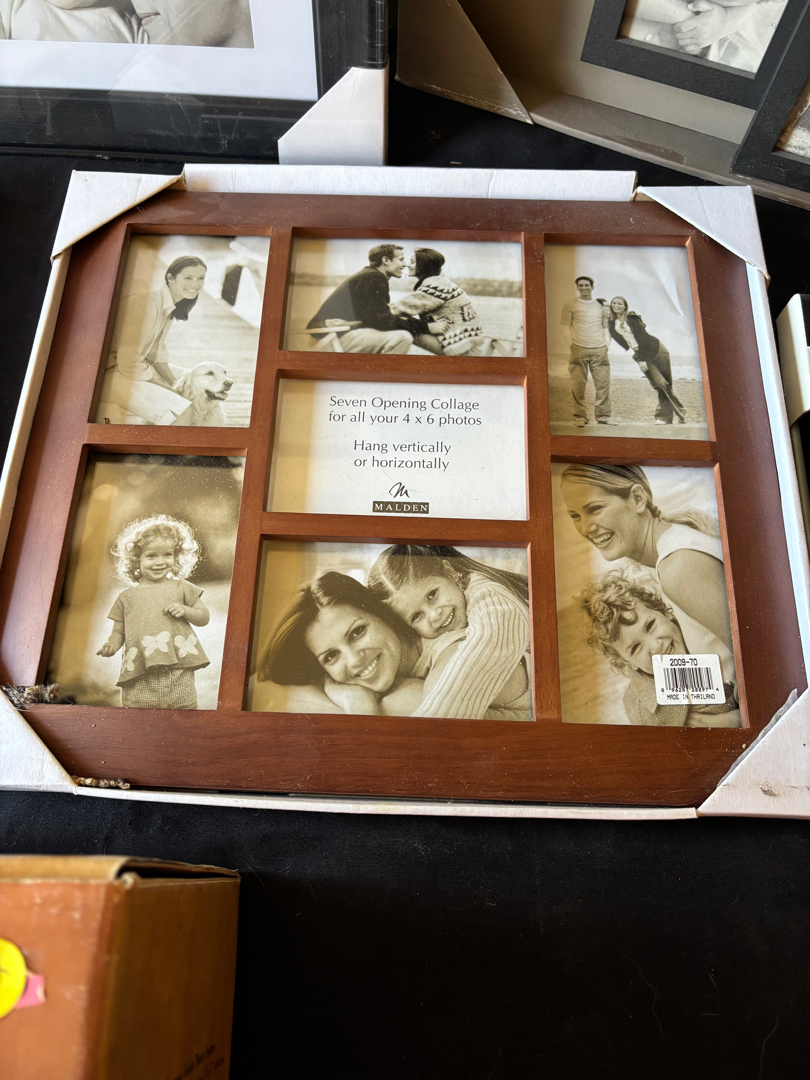 Seven Opening Collage
for all your 4 x 6 photos
Hang vertically
or horizontally
MALDEN
2009-70
MADE IN THAILAND